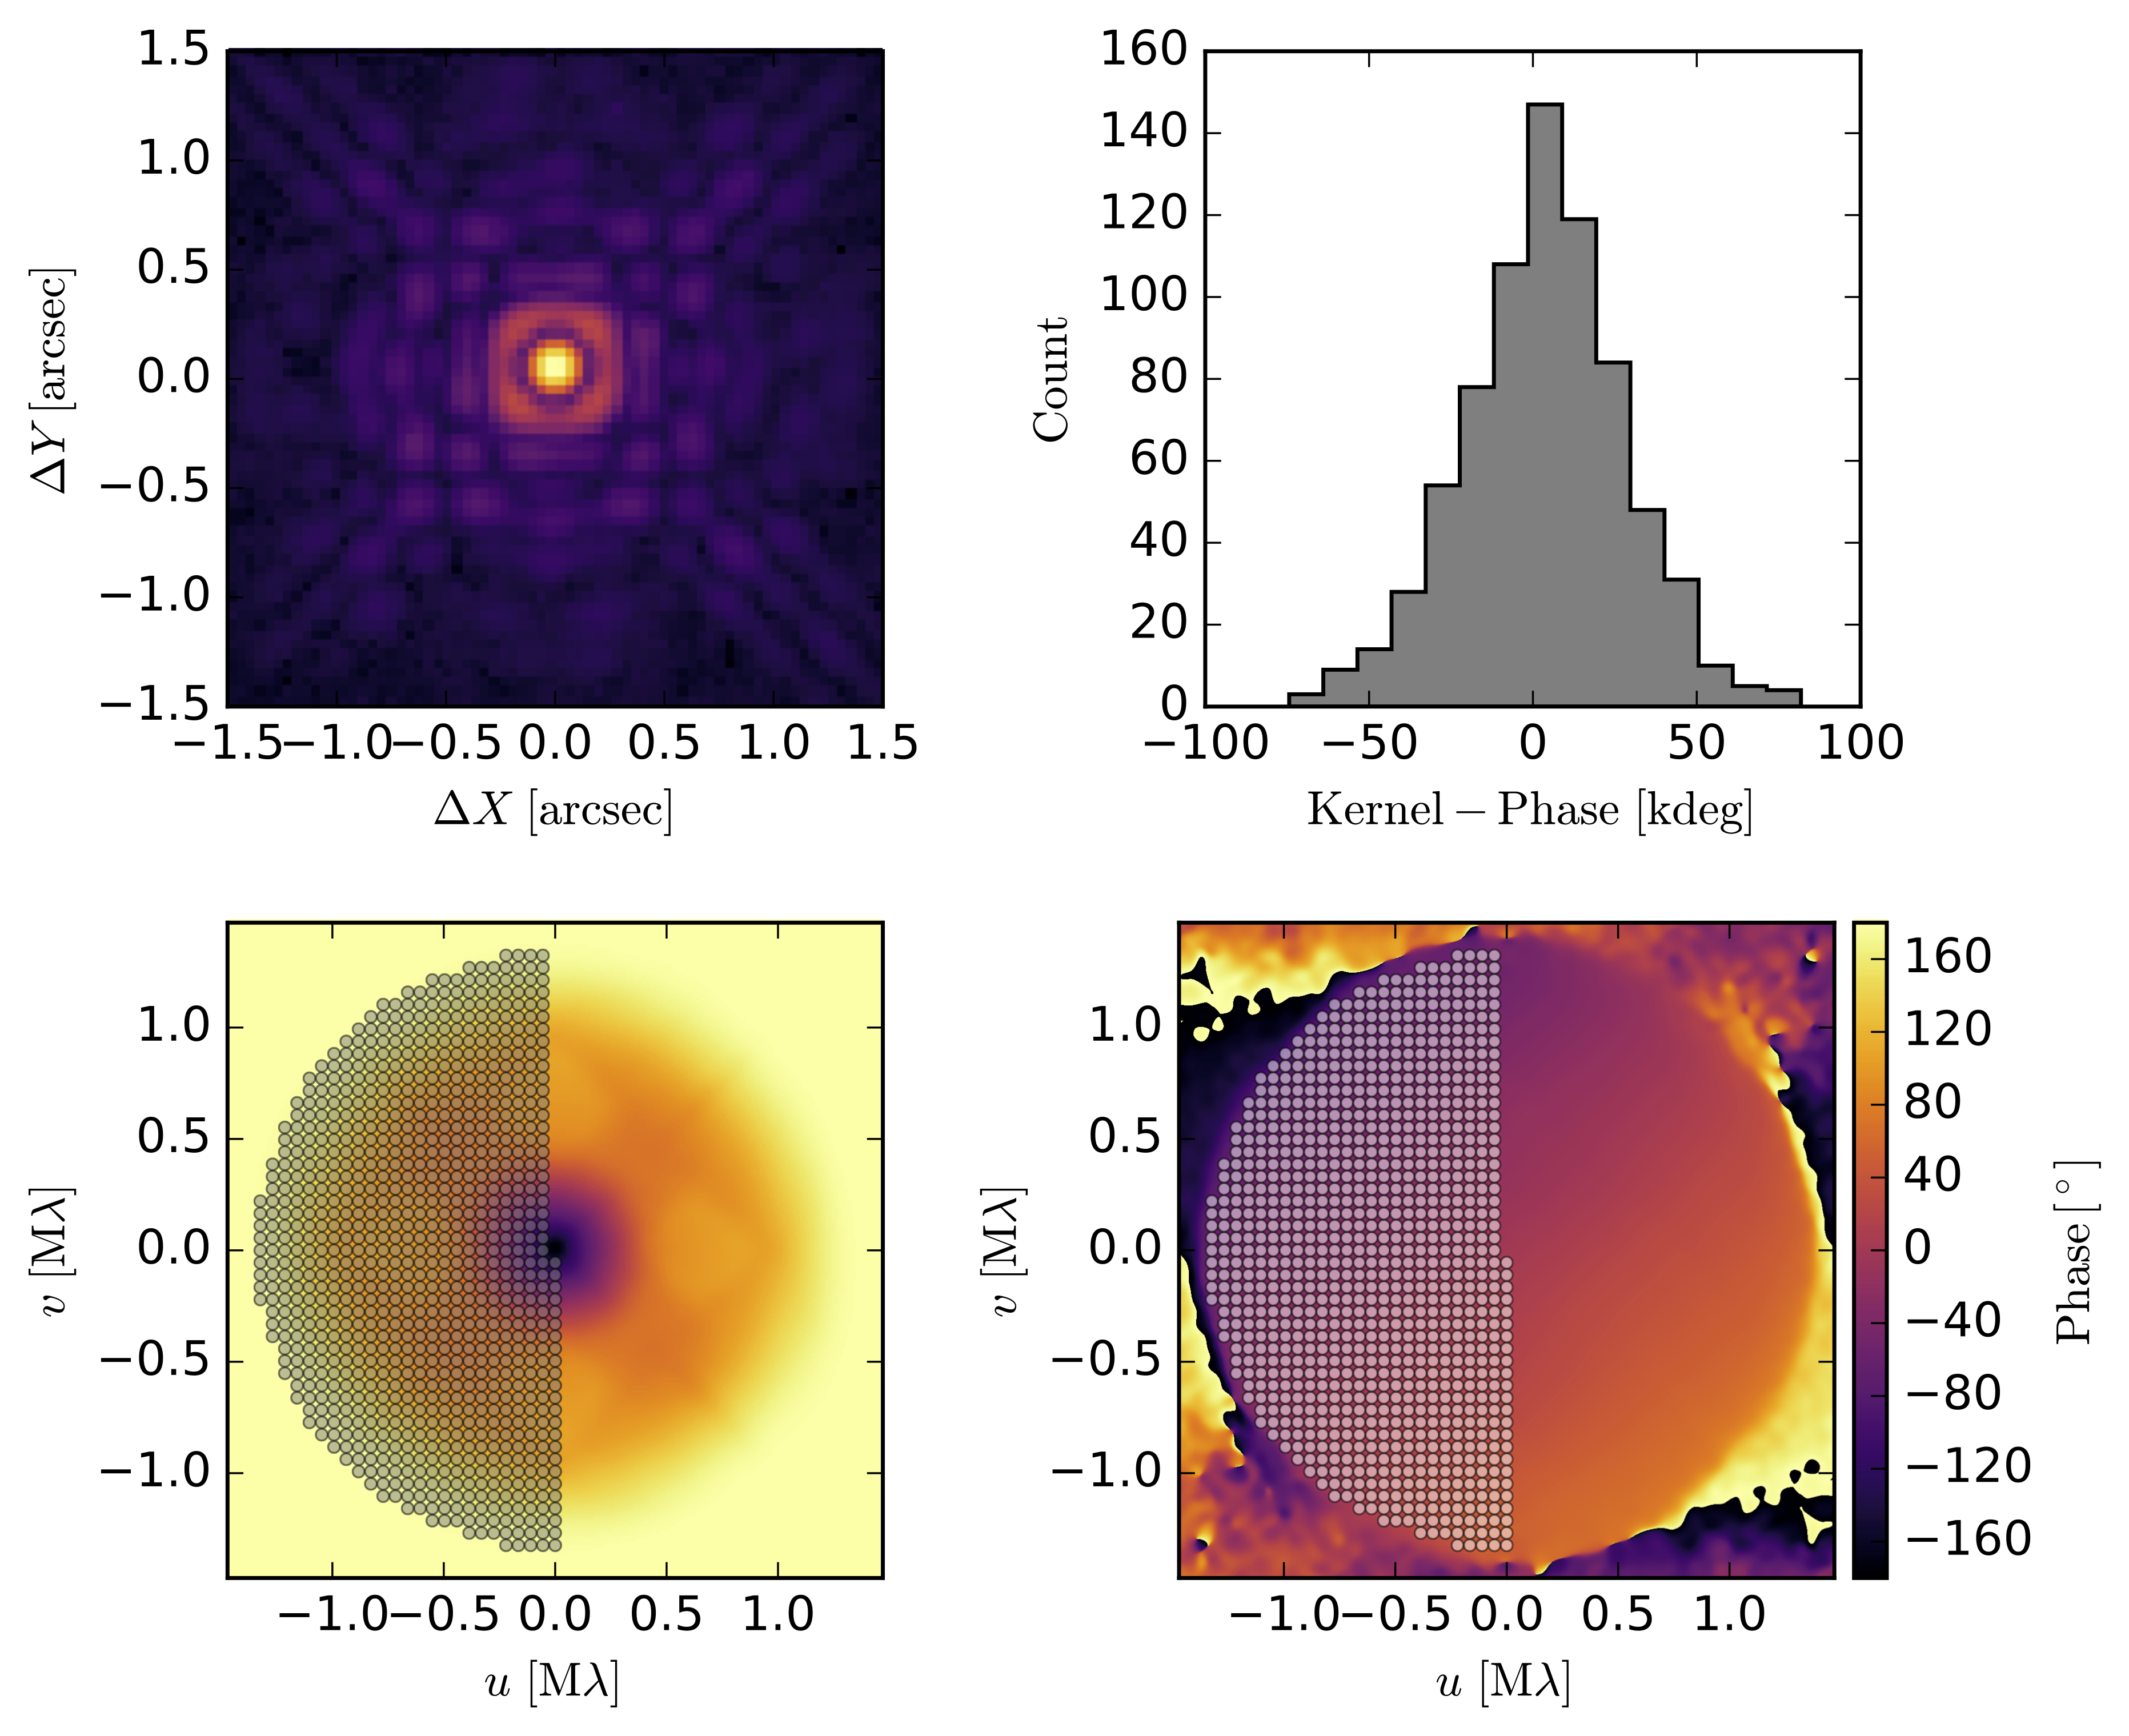 1.5
1.0
0.5
0.0
−0.5
−1.0
−1.5
ΔY [arcsec]
−1.5 −1.0 −0.5 0.0 0.5 1.0 1.5
ΔX [arcsec]
160
140
120
100
80
60
40
20
0
Count
−100 −50 0 50 100
Kernel − Phase [kdeg]
1.0
0.5
0.0
−0.5
−1.0
v [Mλ]
−1.0 −0.5 0.0 0.5 1.0
u [Mλ]
1.0
0.5
0.0
−0.5
−1.0
v [Mλ]
−1.0 −0.5 0.0 0.5 1.0
u [Mλ]
160
120
80
40
0
−40
−80
−120
−160
Phase [°]